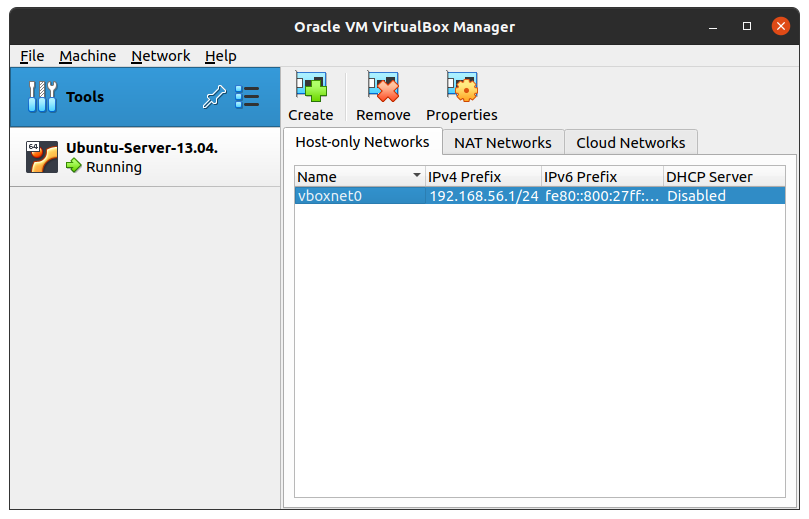 Oracle VM VirtualBox Manager
File Machine Network Help
Tools
64
Ubuntu-Server-13.04.
Running
Create Remove Properties
Host-only Networks NAT Networks Cloud Networks
Name IPv4 Prefix IPv6 Prefix DHCP Server
vboxnet0 192.168.56.1/24 fe80::800:27ff:... Disabled